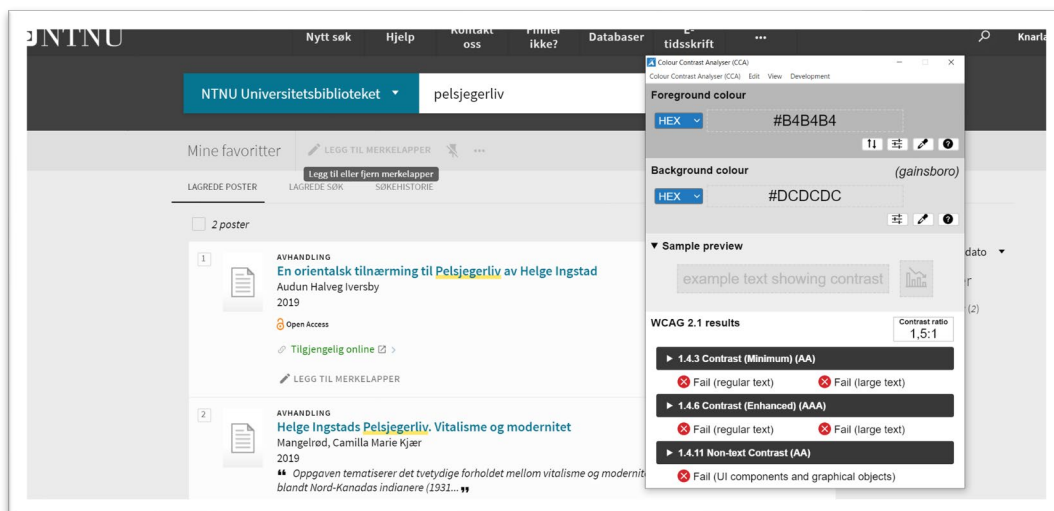 NTNU
Nytt søk
Hjelp
Kontakt
oss
Finner
ikke?
Databaser
E-
tidsskrift
...
Knarla
NTNU Universitetsbiblioteket
pelsjegerliv
Mine favoritter
LEGG TIL MERKELAPPER
...
Legg til eller fjern merkelapper
LAGREDE POSTER
LAGREDE SØK
SØKEHISTORIE
2 poster
1
AVHANDLING
En orientalsk tilnærming til Pelsjegerliv av Helge Ingstad
Audun Halveg Iversby
2019
Open Access
Tilgjengelig online
LEGG TIL MERKELAPPER
2
AVHANDLING
Helge Ingstads Pelsjegerliv. Vitalisme og modernitet
Mangelrød, Camilla Marie Kjær
2019
❝ Oppgaven tematiserer det tvetydige forholdet mellom vitalisme og modernit
blandt Nord-Kanadas indianere (1931... ❞
dato
r
(2)
Colour Contrast Analyser (CCA)
Colour Contrast Analyser (CCA) Edit View Development
Foreground colour
HEX
#B4B4B4
Background colour
(gainsboro)
HEX
#DCDCDC
▼ Sample preview
example text showing contrast
WCAG 2.1 results
Contrast ratio
1,5:1
1.4.3 Contrast (Minimum) (AA)
Fail (regular text)
Fail (large text)
1.4.6 Contrast (Enhanced) (AAA)
Fail (regular text)
Fail (large text)
1.4.11 Non-text Contrast (AA)
Fail (UI components and graphical objects)